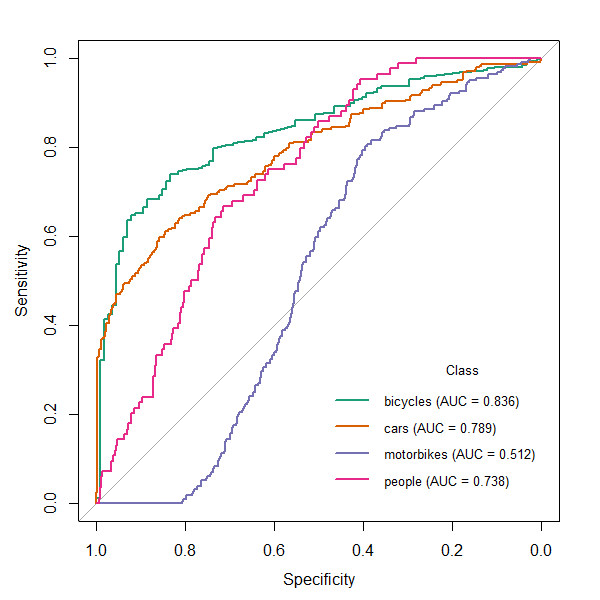 1.0
0.8
0.6
0.4
0.2
0.0
Sensitivity
Class
bicycles (AUC = 0.836)
cars (AUC = 0.789)
motorbikes (AUC = 0.512)
people (AUC = 0.738)
1.0 0.8 0.6 0.4 0.2 0.0
Specificity